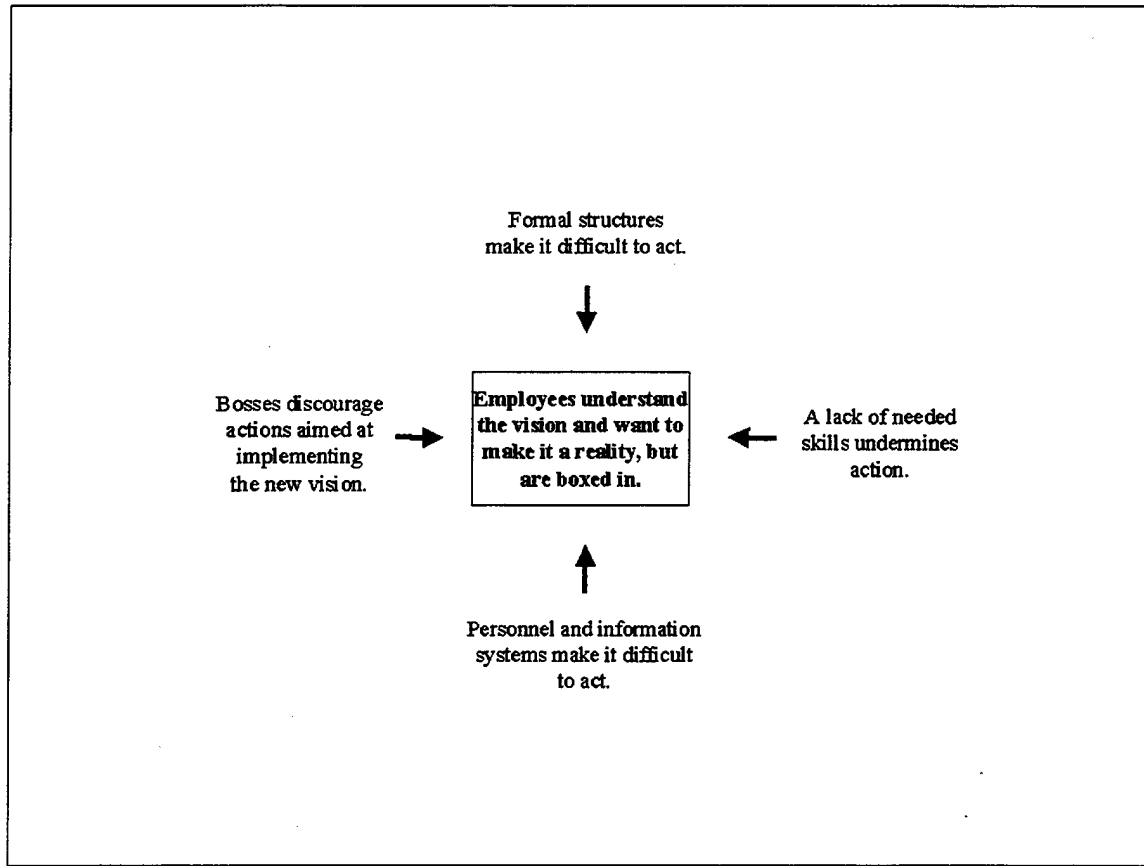 Formal structures
make it difficult to act.
Bosses discourage
actions aimed at
implementing
the new vision.
Employees understand
the vision and want to
make it a reality, but
are boxed in.
A lack of needed
skills undermines
action.
Personnel and information
systems make it difficult
to act.